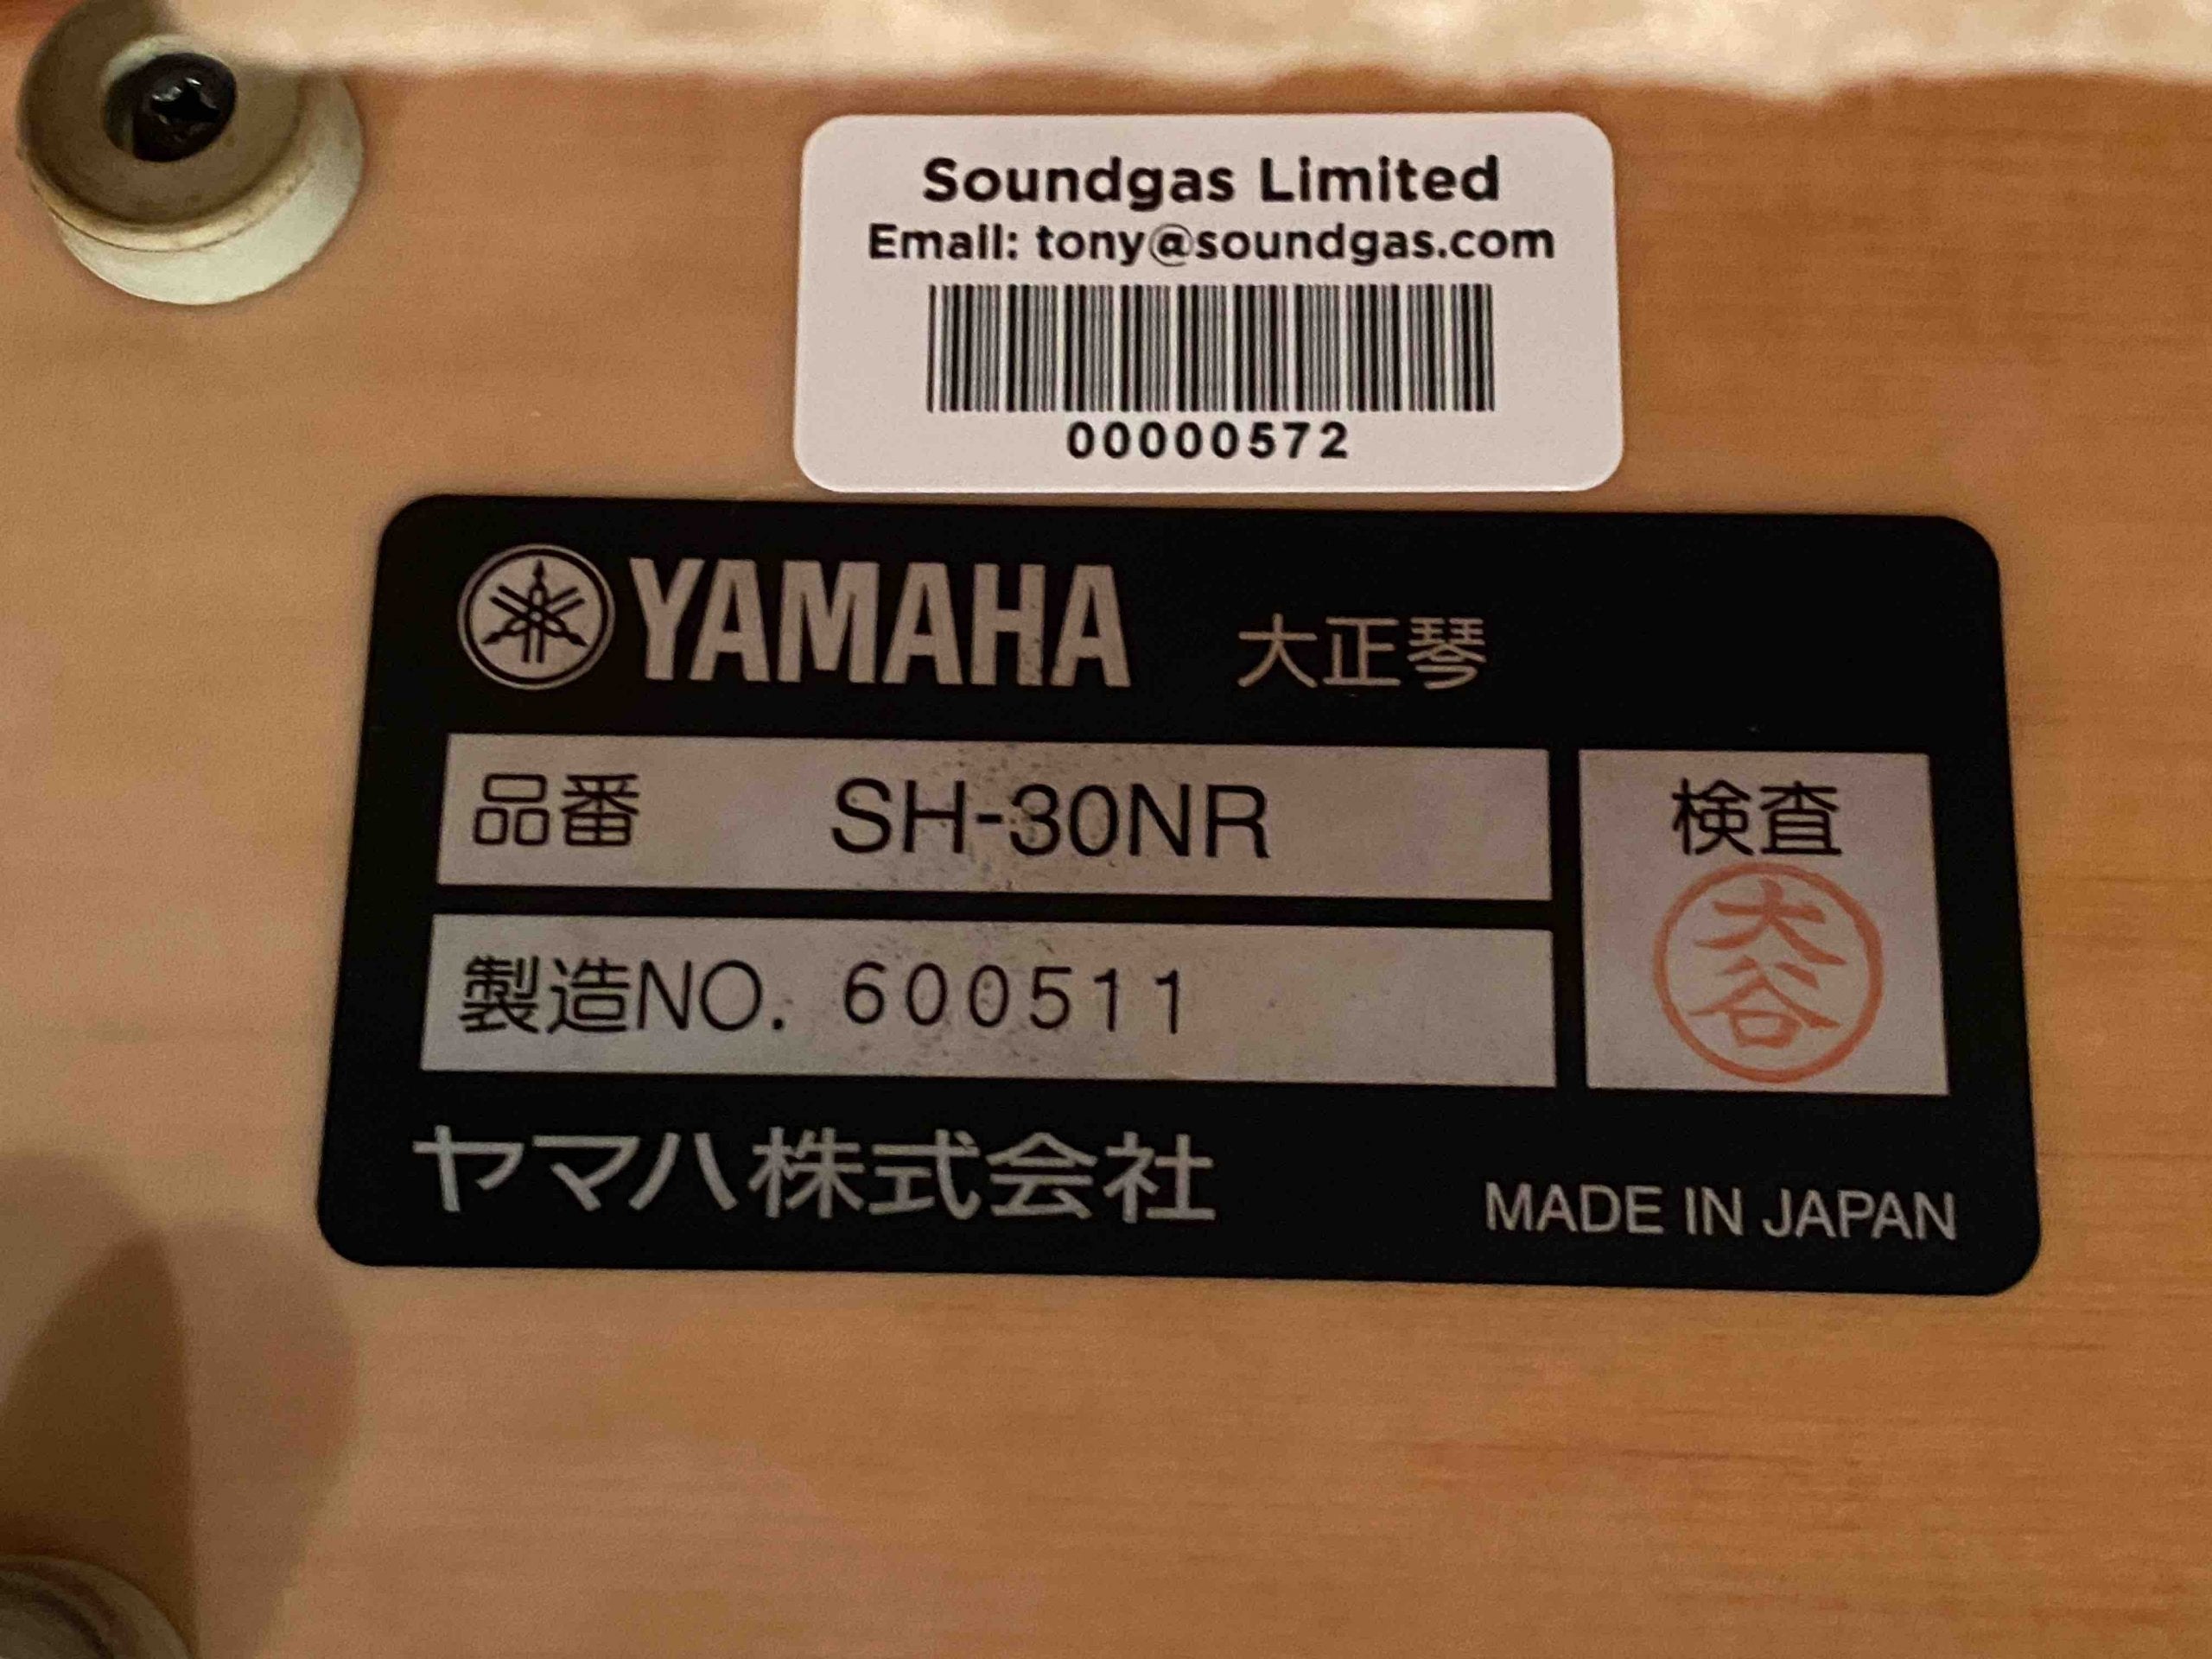 Soundgas Limited
Email: tony@soundgas.com
00000572
YAMAHA 大正琴
品番 SH-30NR
検査
大谷
製造NO. 600511
ヤマハ株式会社
MADE IN JAPAN